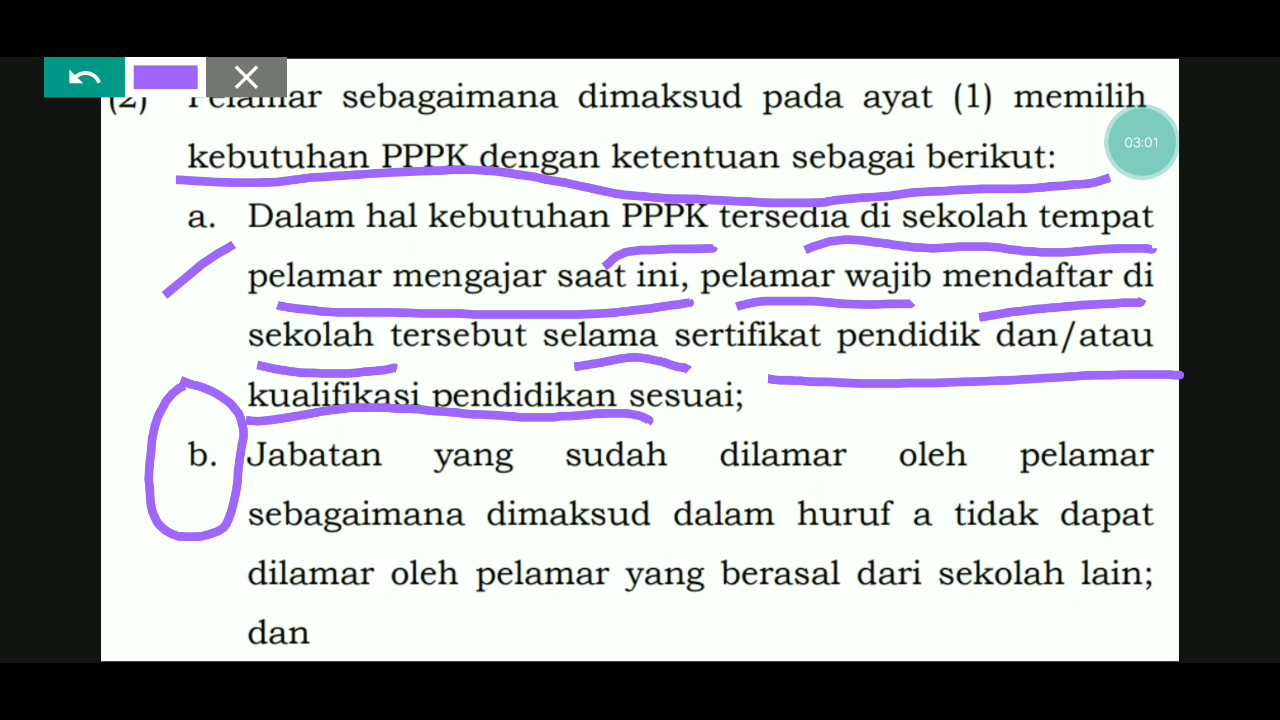 (2) Pelamar sebagaimana dimaksud pada ayat (1) memilih
03:01
kebutuhan PPPK dengan ketentuan sebagai berikut:
a. Dalam hal kebutuhan PPPK tersedia di sekolah tempat
pelamar mengajar saat ini, pelamar wajib mendaftar di
sekolah tersebut selama sertifikat pendidik dan/atau
kualifikasi pendidikan sesuai;
b. Jabatan yang sudah dilamar oleh pelamar
sebagaimana dimaksud dalam huruf a tidak dapat
dilamar oleh pelamar yang berasal dari sekolah lain;
dan